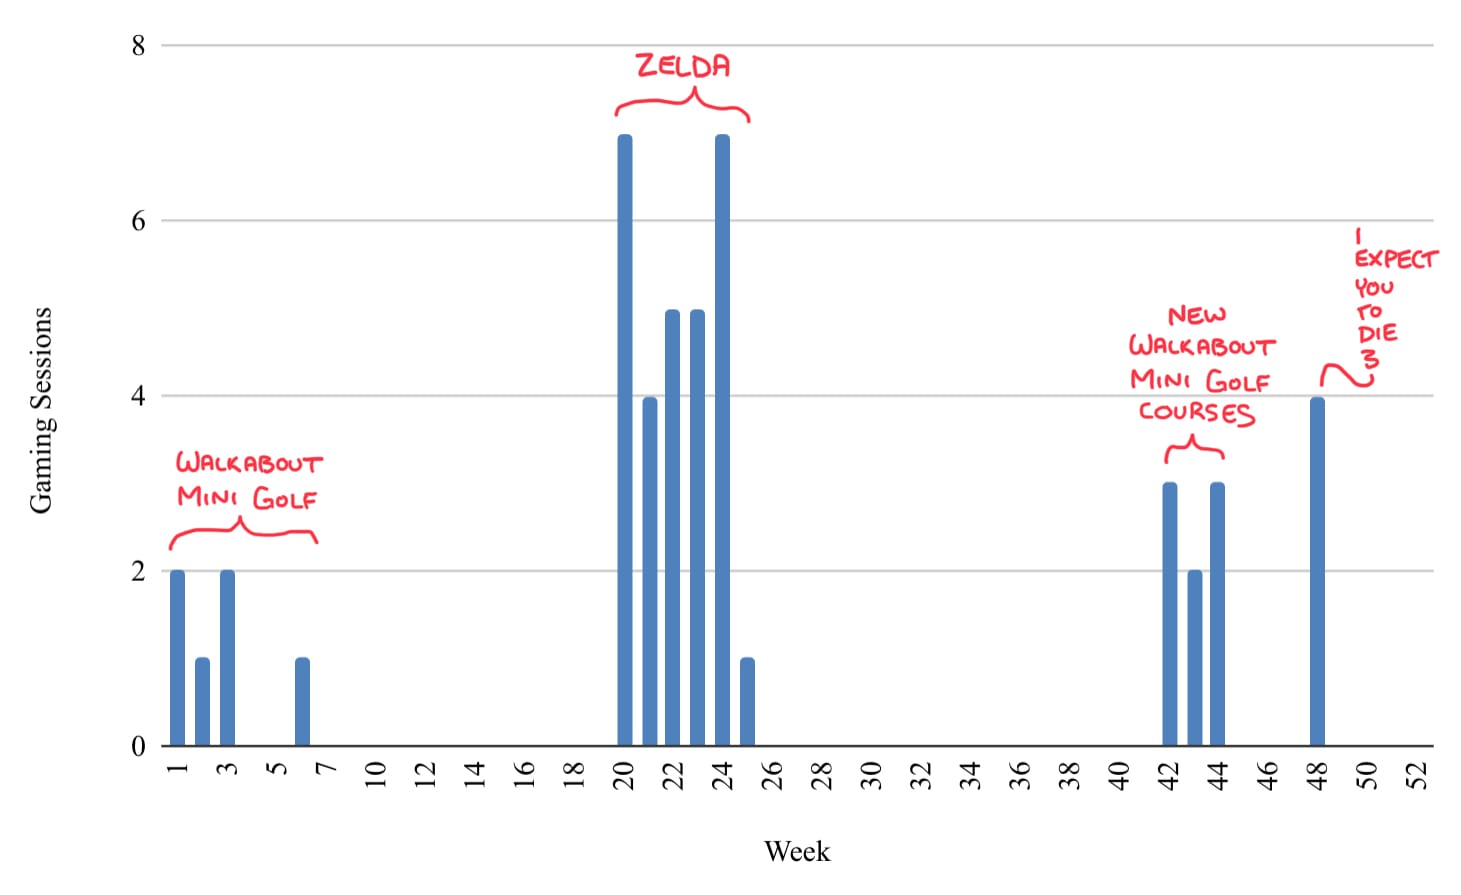 8
ZELDA
6
I
EXPECT
YOU
TO
DIE
3
NEW
WALKABOUT
MINI GOLF
COURSES
4
WALKABOUT
MINI GOLF
2
0
Gaming Sessions
1 3 5 7 10 12 14 16 18 20 22 24 26 28 30 32 34 36 38 40 42 44 46 48 50 52
Week